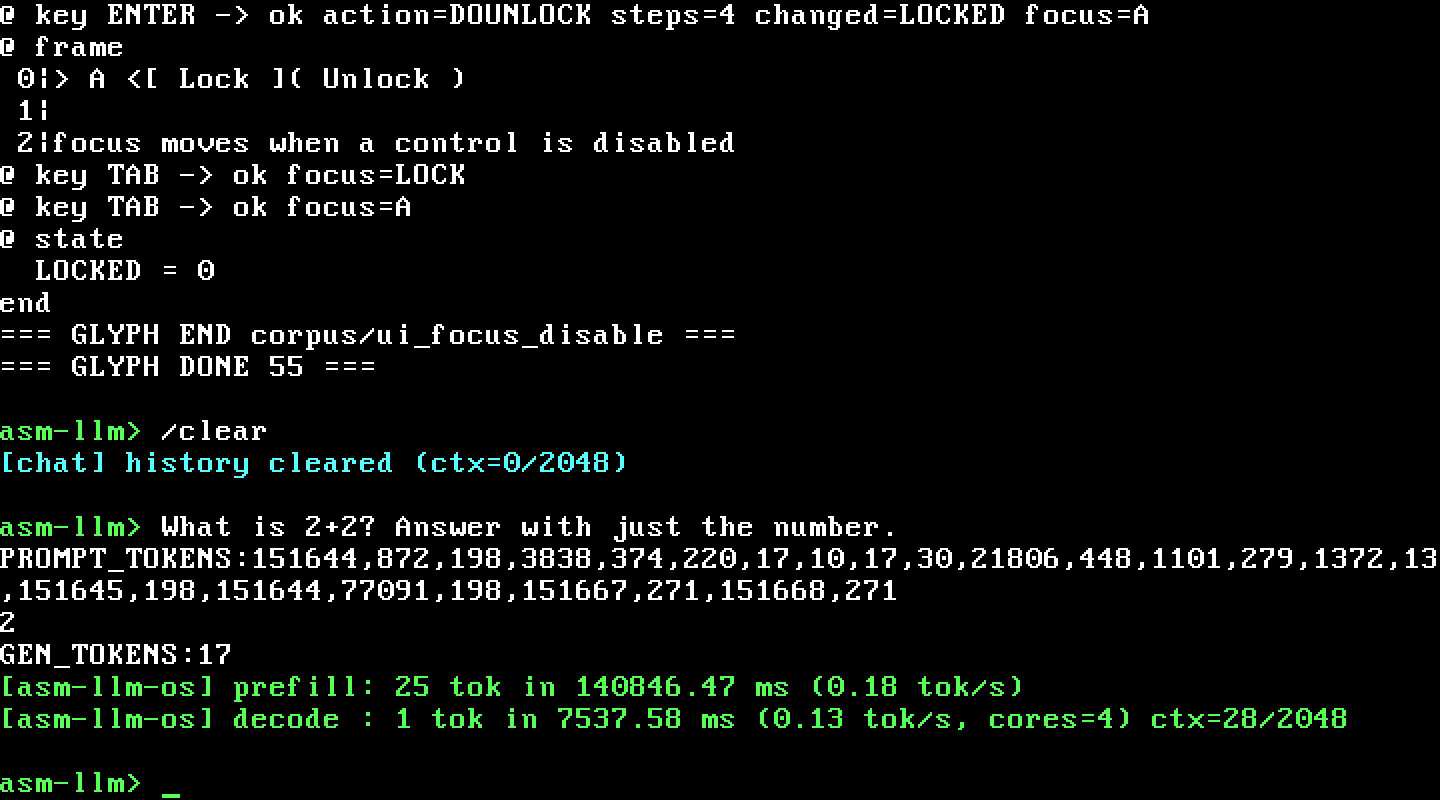 @ key ENTER -> ok action=DOUNLOCK steps=4 changed=LOCKED focus=A
@ frame
 0¦> A <[ Lock ]( Unlock )
 1¦
 2¦focus moves when a control is disabled
@ key TAB -> ok focus=LOCK
@ key TAB -> ok focus=A
@ state
  LOCKED = 0
end
=== GLYPH END corpus/ui_focus_disable ===
=== GLYPH DONE 55 ===
asm-llm> /clear
[chat] history cleared (ctx=0/2048)
asm-llm> What is 2+2? Answer with just the number.
PROMPT_TOKENS:151644,872,198,3838,374,220,17,10,17,30,21806,448,1101,279,1372,13
,151645,198,151644,77091,198,151667,271,151668,271
2
GEN_TOKENS:17
[asm-llm-os] prefill: 25 tok in 140846.47 ms (0.18 tok/s)
[asm-llm-os] decode : 1 tok in 7537.58 ms (0.13 tok/s, cores=4) ctx=28/2048
asm-llm> _